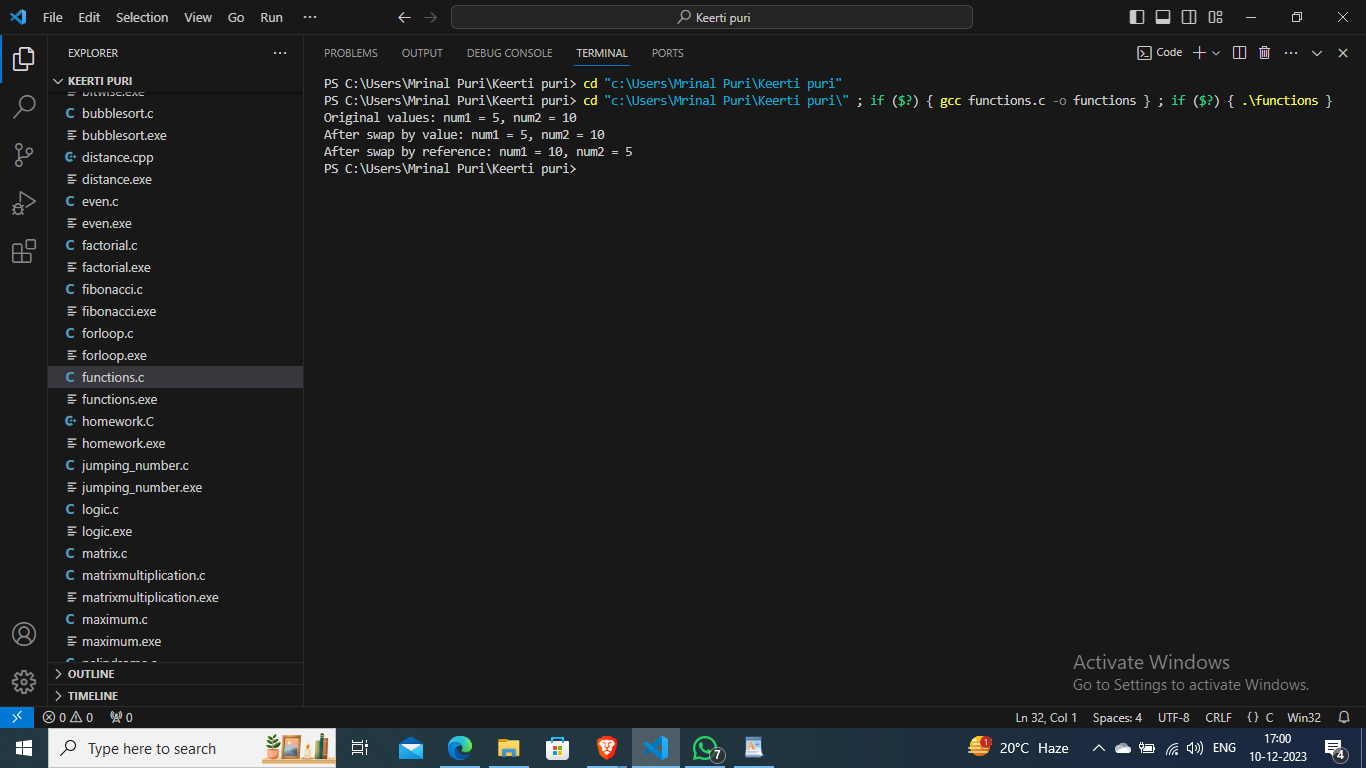 File Edit Selection View Go Run ···
Keerti puri
EXPLORER
KEERTI PURI
bitwise.exe
bubblesort.c
bubblesort.exe
distance.cpp
distance.exe
even.c
even.exe
factorial.c
factorial.exe
fibonacci.c
fibonacci.exe
forloop.c
forloop.exe
functions.c
functions.exe
homework.C
homework.exe
jumping_number.c
jumping_number.exe
logic.c
logic.exe
matrix.c
matrixmultiplication.c
matrixmultiplication.exe
maximum.c
maximum.exe
palindrome.c
OUTLINE
TIMELINE
PROBLEMS OUTPUT DEBUG CONSOLE TERMINAL PORTS
Code
PS C:\Users\Mrinal Puri\Keerti puri> cd "c:\Users\Mrinal Puri\Keerti puri"
PS C:\Users\Mrinal Puri\Keerti puri> cd "c:\Users\Mrinal Puri\Keerti puri\" ; if ($?) { gcc functions.c -o functions } ; if ($?) { .\functions }
Original values: num1 = 5, num2 = 10
After swap by value: num1 = 5, num2 = 10
After swap by reference: num1 = 10, num2 = 5
PS C:\Users\Mrinal Puri\Keerti puri>
Activate Windows
Go to Settings to activate Windows.
0 0 0
Ln 32, Col 1 Spaces: 4 UTF-8 CRLF {} C Win32
Type here to search
7
1
20°C Haze
ENG
17:00
10-12-2023
4